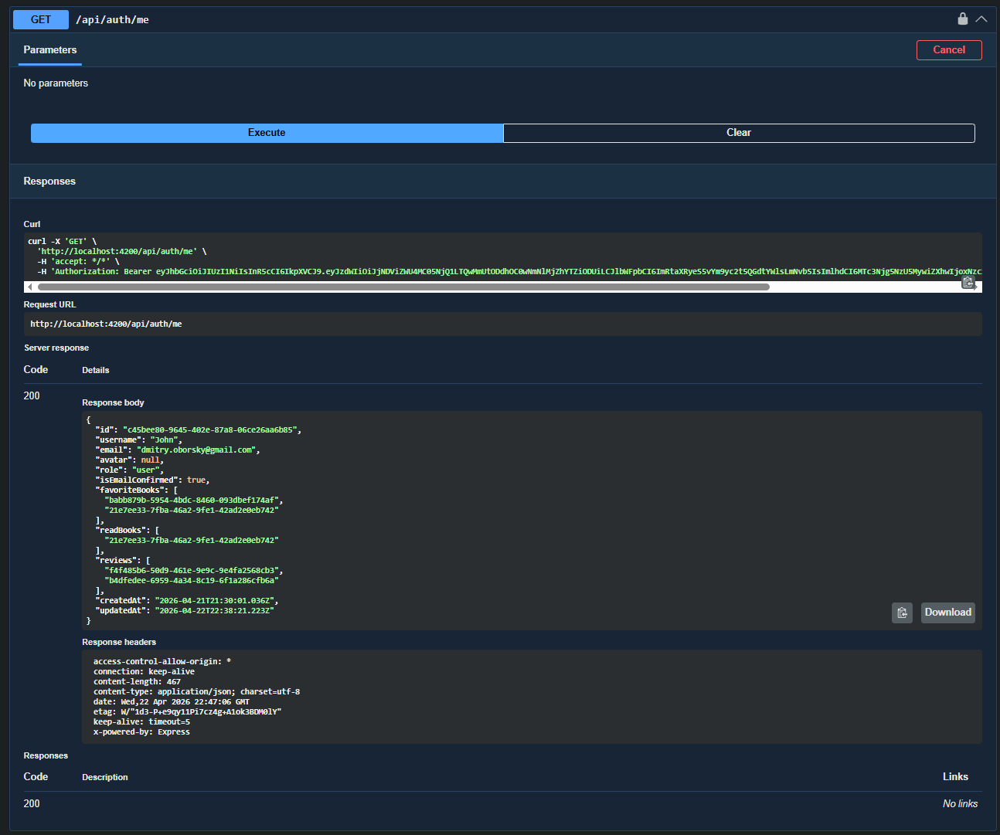 GET /api/auth/me
Parameters
Cancel
No parameters
Execute
Clear
Responses
Curl
curl -X 'GET' \
'http://localhost:4200/api/auth/me' \
-H 'accept: */*' \
-H 'Authorization: Bearer
Request URL
http://localhost:4200/api/auth/me
Server response
Code Details
200
Response body
{
"id": "c45bee80-9645-402e-87a8-06ce26aa6b85",
"username": "John",
"email": "dmitry.oborsky@gmail.com",
"avatar": null,
"role": "user",
"isEmailConfirmed": true,
"favoriteBooks": [
"babb879b-5954-4bdc-8460-093dbef174af",
"21e7ee33-7fba-46a2-9fe1-42ad2e0eb742"
],
"readBooks": [
"21e7ee33-7fba-46a2-9fe1-42ad2e0eb742"
],
"reviews": [
"f4f485b6-50d9-461e-9e9c-9e4fa2568cb3",
"b4dfedee-6959-4a34-8c19-6f1a286cfb6a"
],
"createdAt": "2026-04-21T21:30:01.036Z",
"updatedAt": "2026-04-22T22:38:21.223Z"
}
Download
Response headers
access-control-allow-origin: *
connection: keep-alive
content-length: 467
content-type: application/json; charset=utf-8
date: Wed,22 Apr 2026 22:47:06 GMT
etag: W/"1d3-P+e9qy11Pi7cz4g+A1ok3BDM0lY"
keep-alive: timeout=5
x-powered-by: Express
Responses
Code Description Links
200 No links